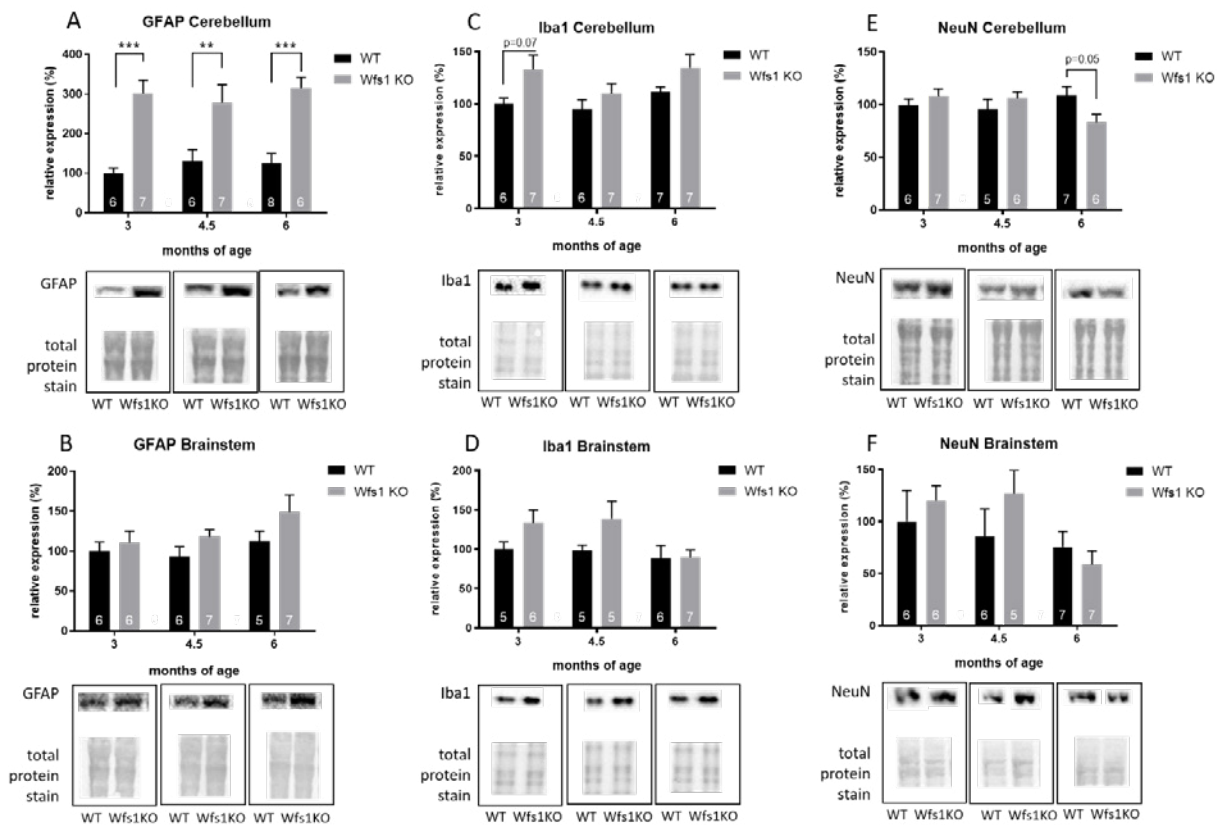 A
GFAP Cerebellum
relative expression (%)
400
300
200
100
0
***
**
***
WT
Wfs1 KO
6 7 6 7 8 6
3 4.5 6
months of age
GFAP
total
protein
stain
WT Wfs1KO WT Wfs1KO WT Wfs1KO
C
Iba1 Cerebellum
relative expression (%)
150
100
50
0
p=0.07
WT
Wfs1 KO
6 7 6 7 7 7
3 4.5 6
months of age
Iba1
total
protein
stain
WT Wfs1KO WT Wfs1KO WT Wfs1KO
E
NeuN Cerebellum
relative expression (%)
150
100
50
0
p=0.05
WT
Wfs1 KO
6 7 5 6 7 6
3 4.5 6
months of age
NeuN
total
protein
stain
WT Wfs1KO WT Wfs1KO WT Wfs1KO
B
GFAP Brainstem
relative expression (%)
200
150
100
50
0
WT
Wfs1 KO
6 6 6 7 5 7
3 4.5 6
months of age
GFAP
total
protein
stain
WT Wfs1KO WT Wfs1KO WT Wfs1KO
D
Iba1 Brainstem
relative expression (%)
200
150
100
50
0
WT
Wfs1 KO
5 6 5 6 6 7
3 4.5 6
months of age
Iba1
total
protein
stain
WT Wfs1KO WT Wfs1KO WT Wfs1KO
F
NeuN Brainstem
relative expression (%)
150
100
50
0
WT
Wfs1 KO
6 6 6 5 7 7
3 4.5 6
months of age
NeuN
total
protein
stain
WT Wfs1KO WT Wfs1KO WT Wfs1KO